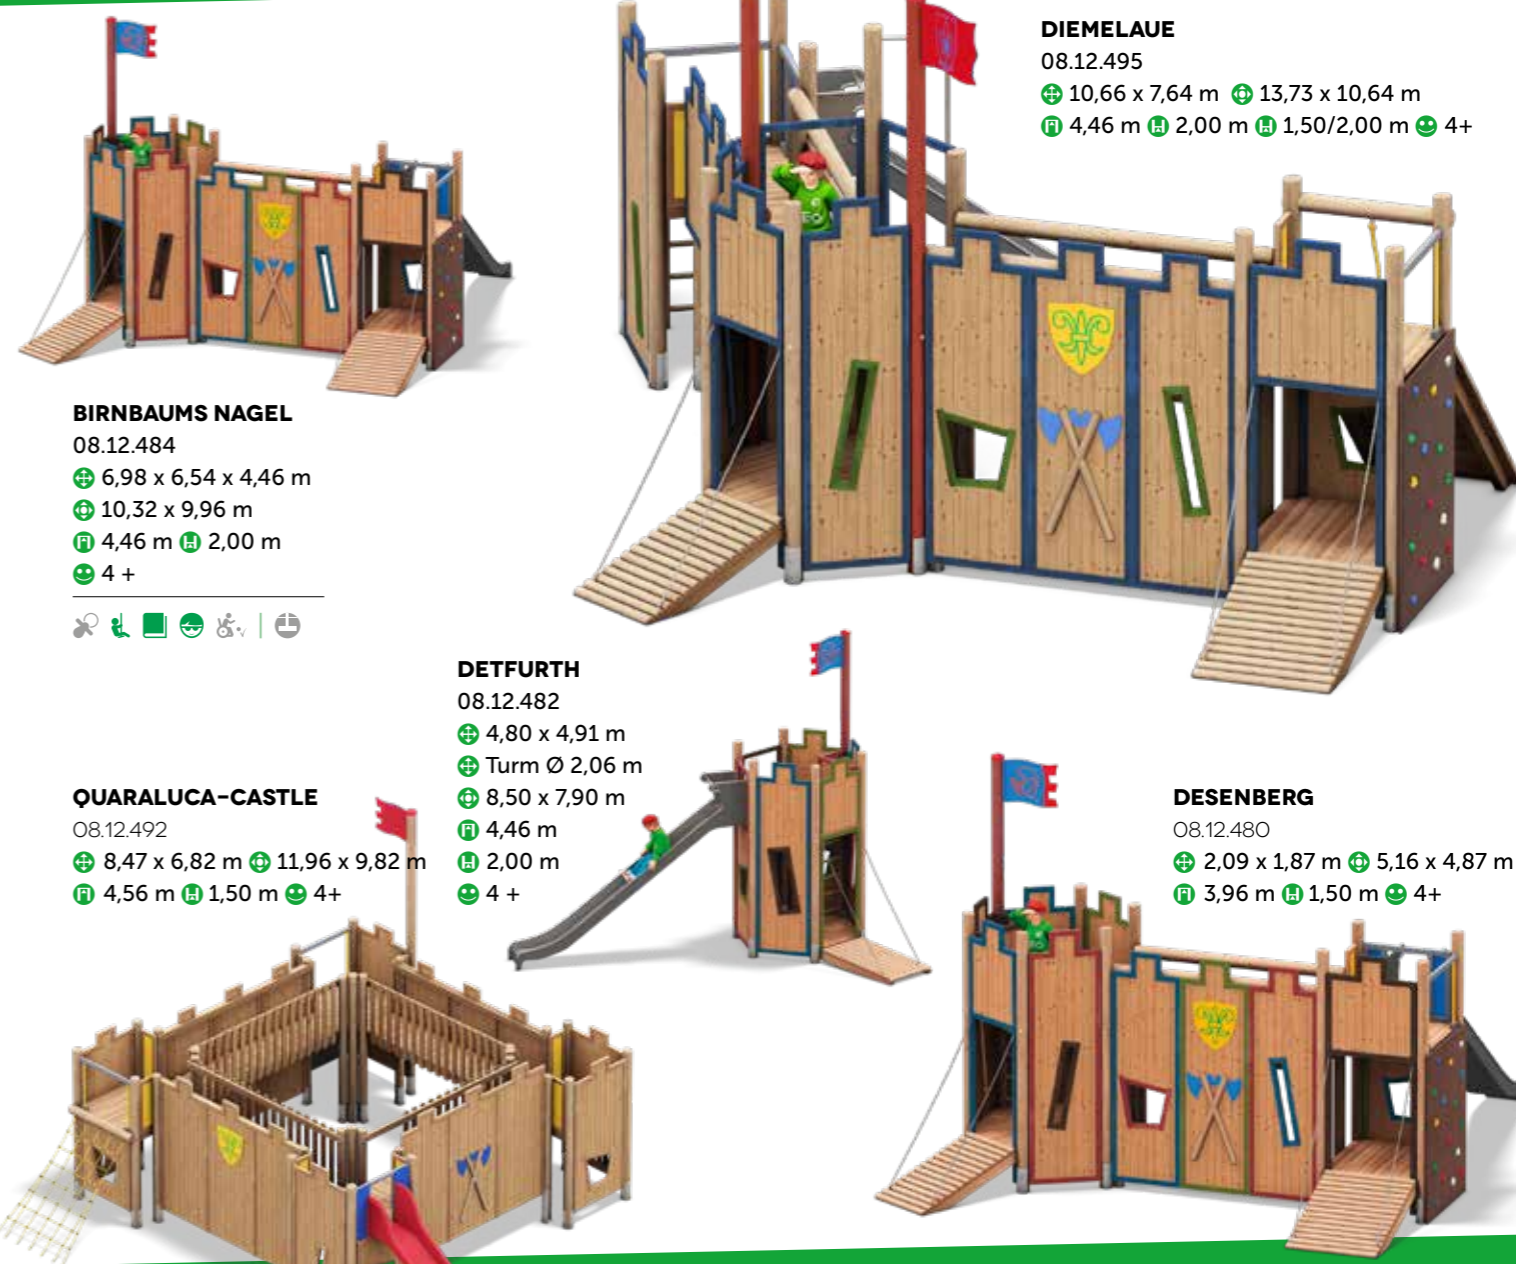 DIEMELAUE
08.12.495
10,66 x 7,64 m 13,73 x 10,64 m
4,46 m 2,00 m 1,50/2,00 m 4+
BIRNBAUMS NAGEL
08.12.484
6,98 x 6,54 x 4,46 m
10,32 x 9,96 m
4,46 m 2,00 m
4 +
DETFURTH
08.12.482
4,80 x 4,91 m
Turm Ø 2,06 m
8,50 x 7,90 m
4,46 m
2,00 m
4 +
QUARALUCA-CASTLE
08.12.492
8,47 x 6,82 m 11,96 x 9,82 m
4,56 m 1,50 m 4+
DESENBERG
08.12.480
2,09 x 1,87 m 5,16 x 4,87 m
3,96 m 1,50 m 4+